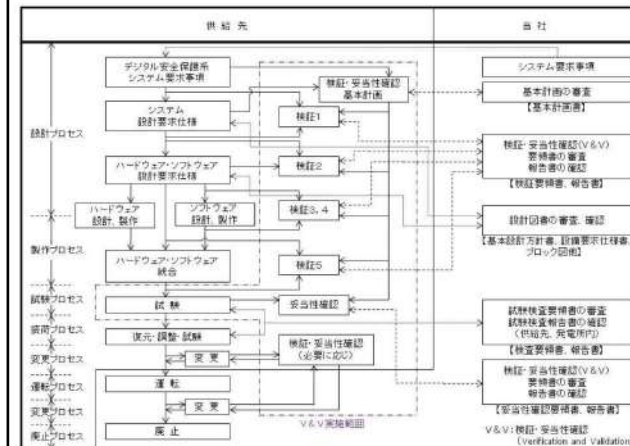 供給先
当社
デジタル安全保護系
システム要求事項
検証・妥当性確認
基本計画
システム要求事項
基本計画の審査
【基本計画書】
システム
設計要求仕様
検証1
設計プロセス
ハードウェア・ソフトウェア
設計要求仕様
検証2
検証・妥当性確認(V&V)
要領書の審査
報告書の確認
【検証要領書、報告書】
ハードウェア
設計、製作
ソフトウェア
設計、製作
検証3, 4
設計図書の審査、確認
【基本設計方針書、設備要求仕様書、
ブロック図側】
製作プロセス
ハードウェア・ソフトウェア
統合
検証5
試験プロセス
試験
妥当性確認
試験検査要領書の審査
試験検査報告書の確認
(供給先、発電所内)
【検査要領書、報告書】
装荷プロセス
復元・調整・試験
変更プロセス
変更
検証・妥当性確認
(必要に応じ)
運転プロセス
運転
検証・妥当性確認(V&V)
要領書の審査
報告書の確認
【妥当性確認要領書、報告書】
変更プロセス
変更
V&V実施範囲
廃止プロセス
廃止
V&V:検証・妥当性確認
(Verification and Validation)